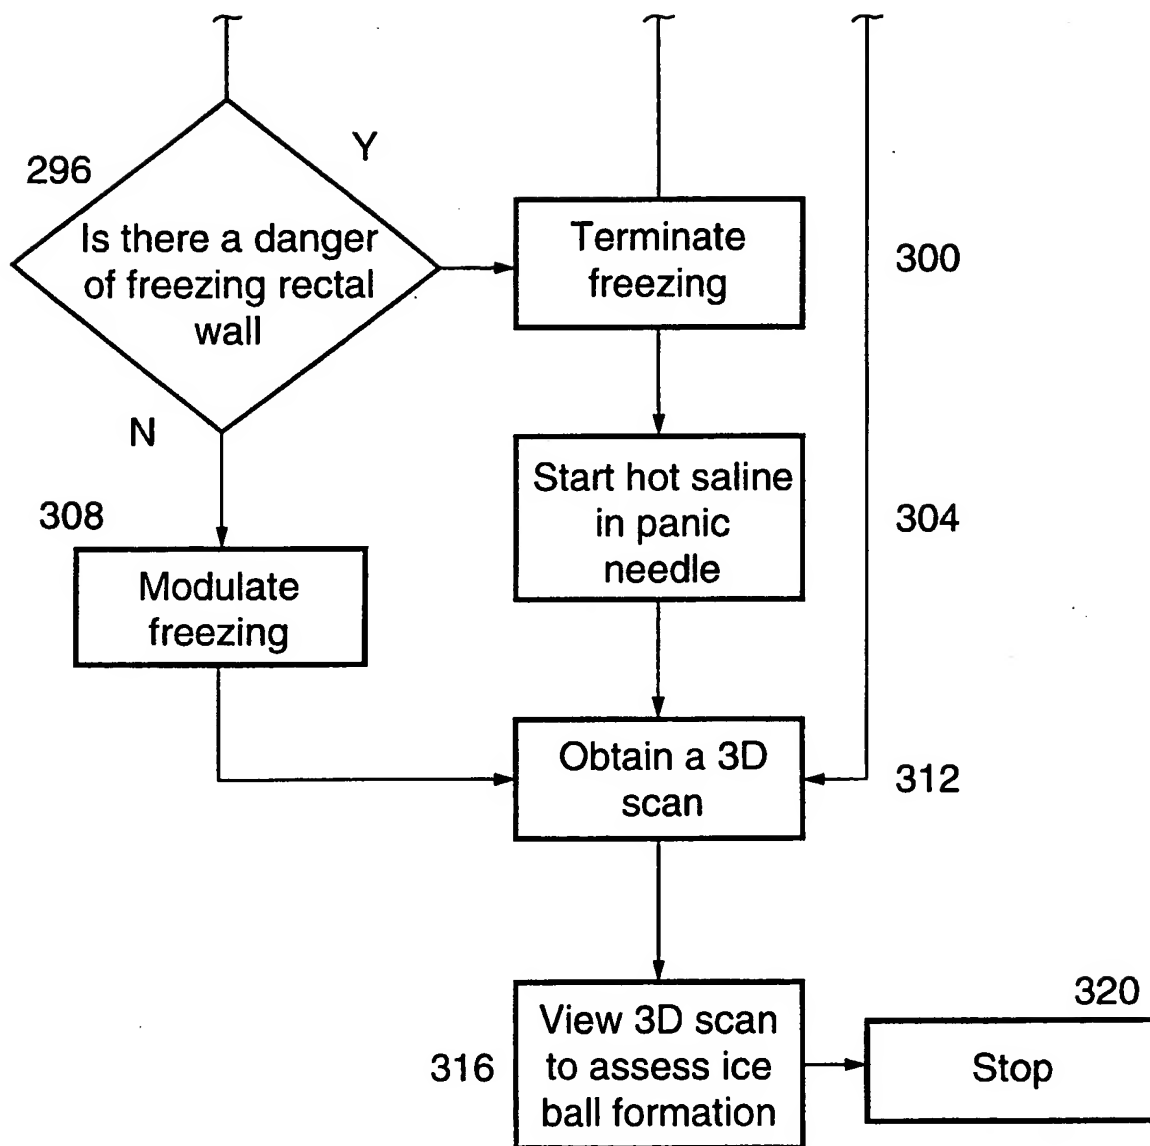 Y
296
Is there a danger
of freezing rectal
wall
Terminate
freezing
300
N
Start hot saline
in panic
needle
304
308
Modulate
freezing
Obtain a 3D
scan
312
View 3D scan
to assess ice
ball formation
316
320
Stop